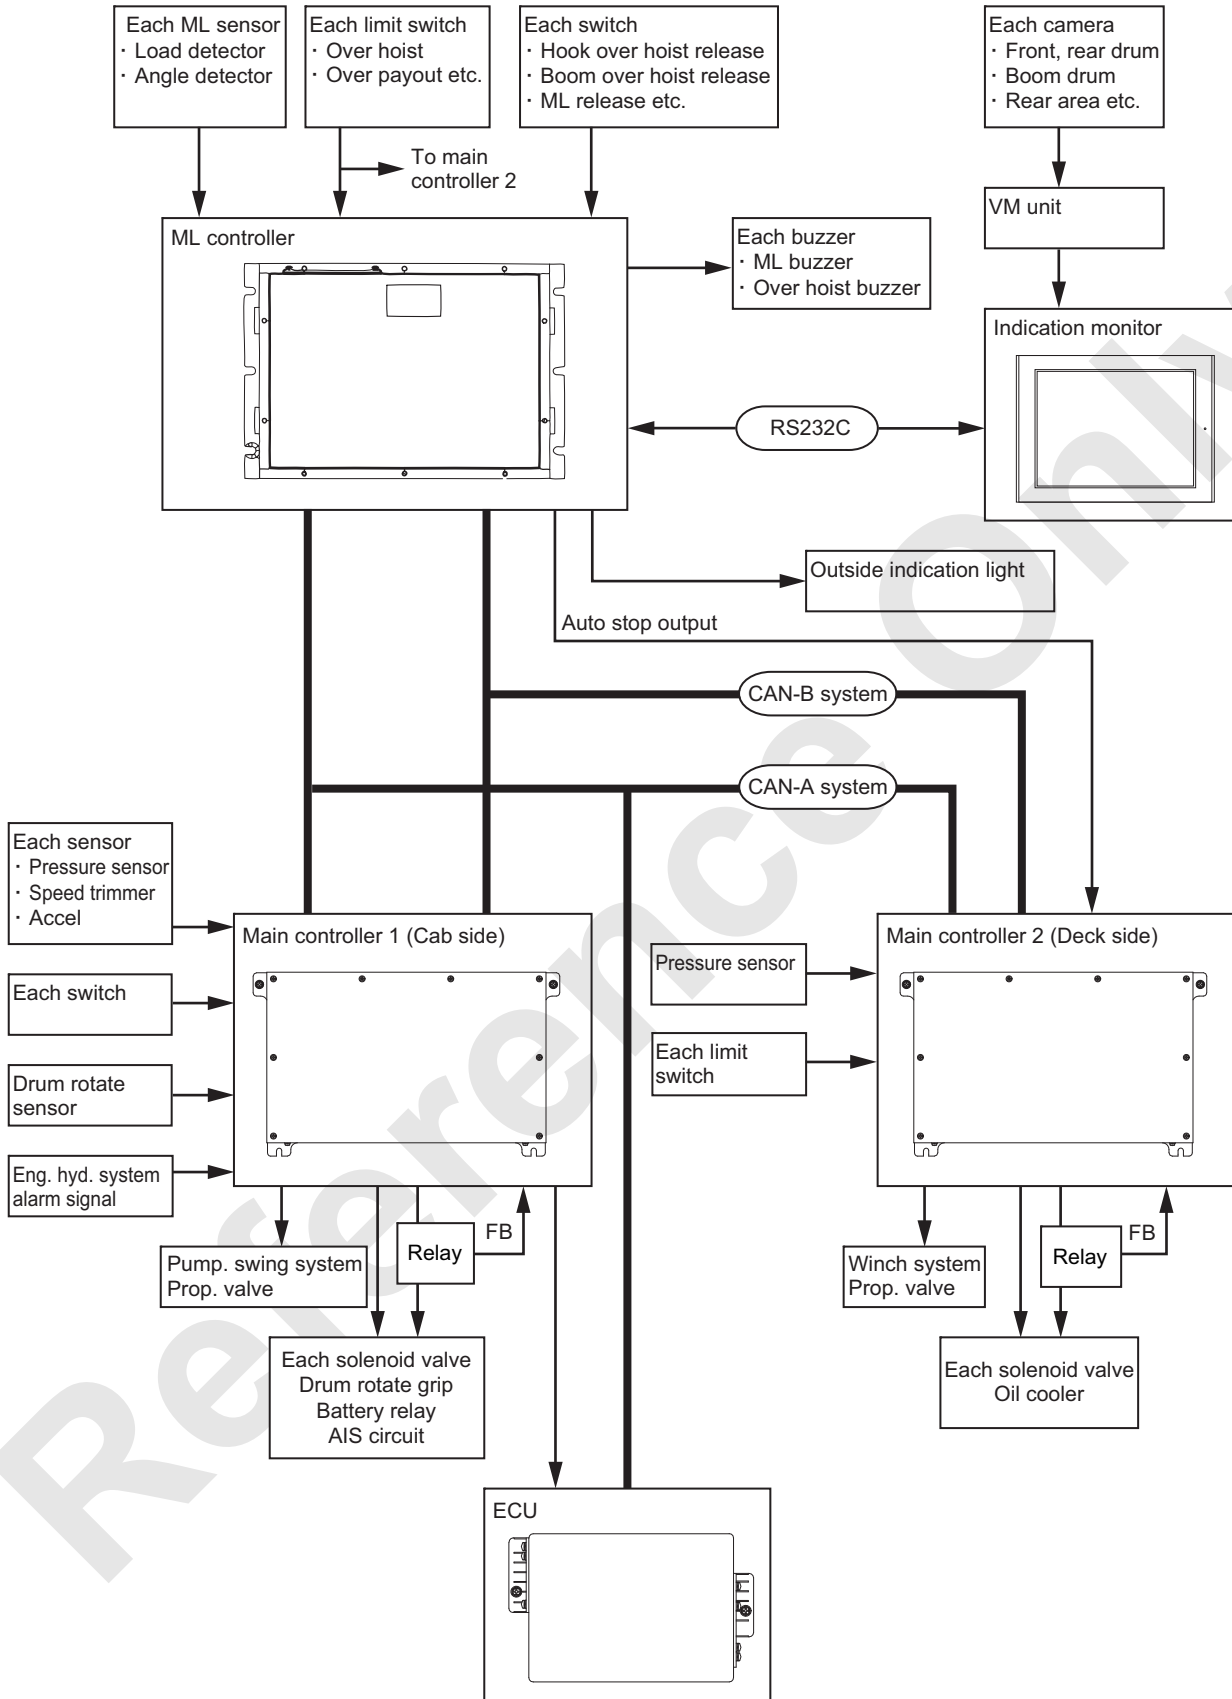 Each ML sensor
· Load detector
· Angle detector
Each limit switch
· Over hoist
· Over payout etc.
Each switch
· Hook over hoist release
· Boom over hoist release
· ML release etc.
Each camera
· Front, rear drum
· Boom drum
· Rear area etc.
To main
controller 2
VM unit
ML controller
Each buzzer
· ML buzzer
· Over hoist buzzer
Indication monitor
RS232C
Outside indication light
Auto stop output
CAN-B system
CAN-A system
Each sensor
· Pressure sensor
· Speed trimmer
· Accel
Main controller 1 (Cab side)
Main controller 2 (Deck side)
Pressure sensor
Each switch
Each limit
switch
Drum rotate
sensor
Eng. hyd. system
alarm signal
FB
Relay
Pump. swing system
Prop. valve
FB
Relay
Winch system
Prop. valve
Each solenoid valve
Drum rotate grip
Battery relay
AIS circuit
Each solenoid valve
Oil cooler
ECU
Reference Only